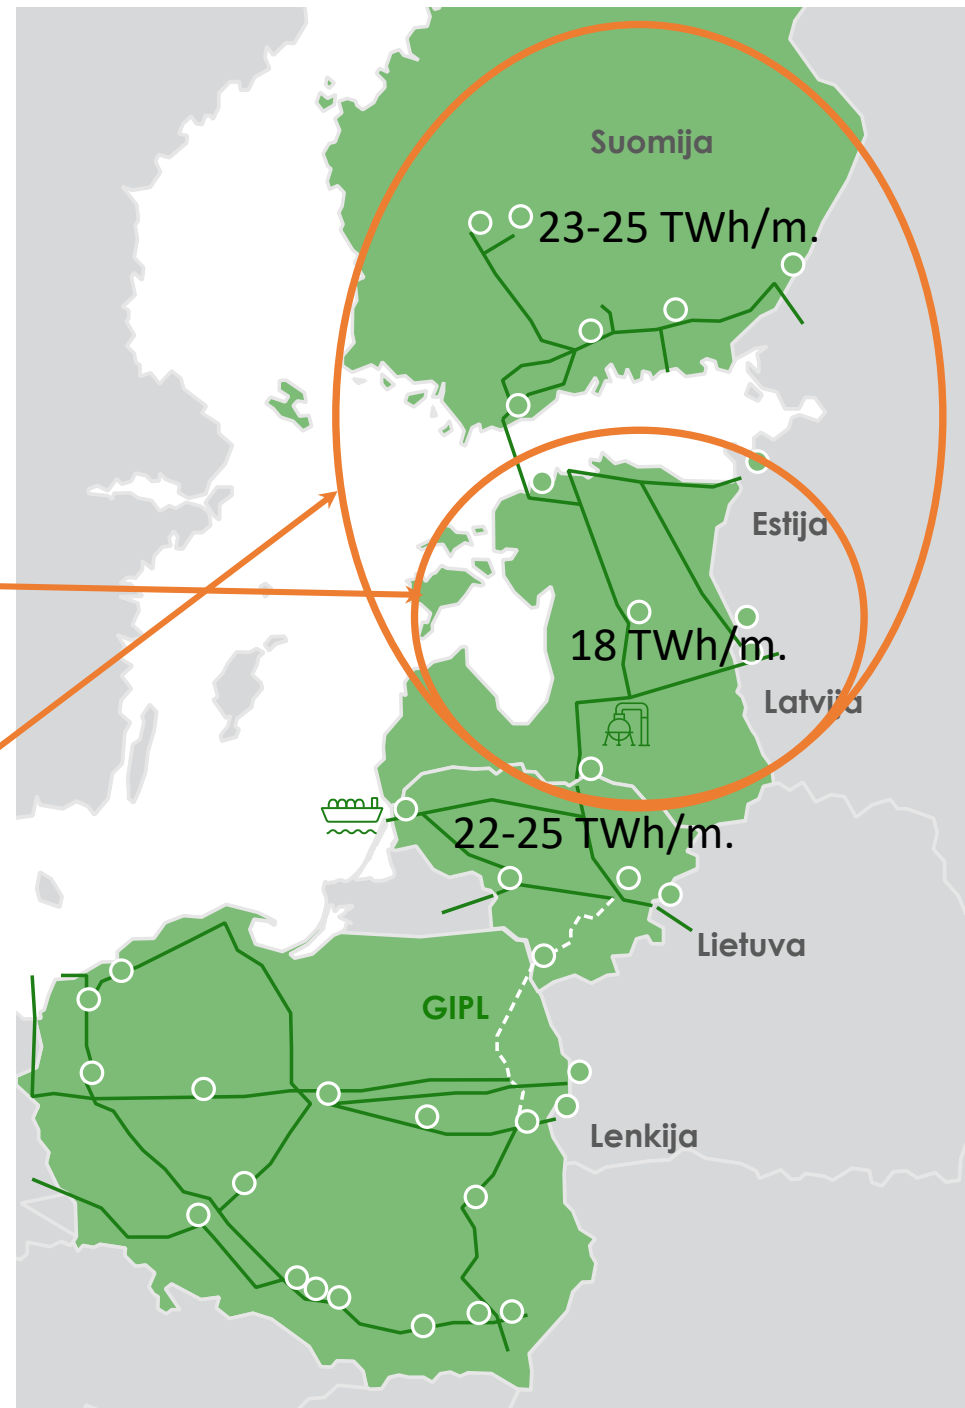 Suomija
23-25 TWh/m.
Estija
18 TWh/m.
Latvija
22-25 TWh/m.
Lietuva
GIPL
Lenkija